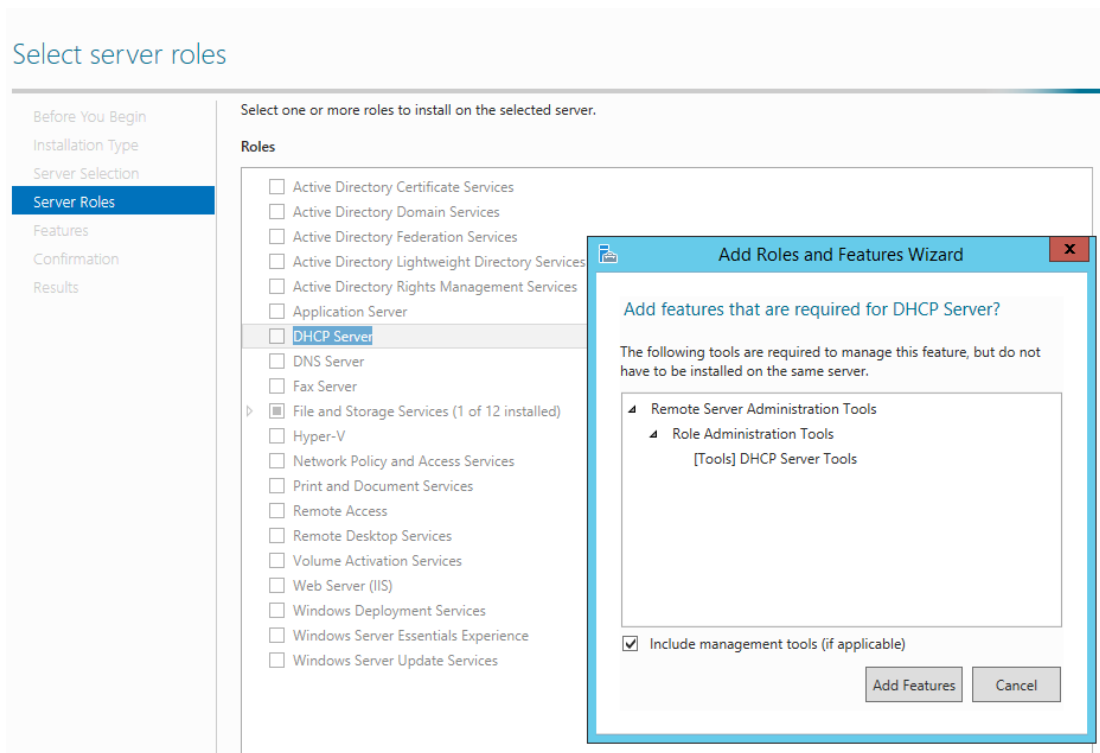 Select server roles
Before You Begin
Installation Type
Server Selection
Server Roles
Features
Confirmation
Results
Select one or more roles to install on the selected server.
Roles
Active Directory Certificate Services
Active Directory Domain Services
Active Directory Federation Services
Active Directory Lightweight Directory Services
Active Directory Rights Management Services
Application Server
DHCP Server
DNS Server
Fax Server
File and Storage Services (1 of 12 installed)
Hyper-V
Network Policy and Access Services
Print and Document Services
Remote Access
Remote Desktop Services
Volume Activation Services
Web Server (IIS)
Windows Deployment Services
Windows Server Essentials Experience
Windows Server Update Services
Add Roles and Features Wizard
x
Add features that are required for DHCP Server?
The following tools are required to manage this feature, but do not
have to be installed on the same server.
Remote Server Administration Tools
Role Administration Tools
[Tools] DHCP Server Tools
Include management tools (if applicable)
Add Features
Cancel